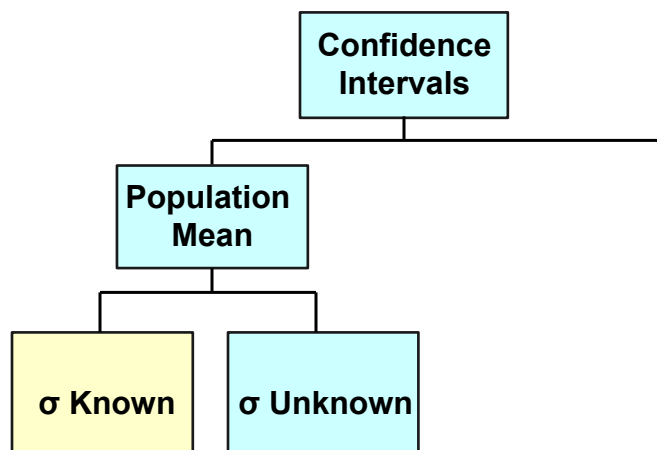 Confidence
Intervals
Population
Mean
σ Known
σ Unknown